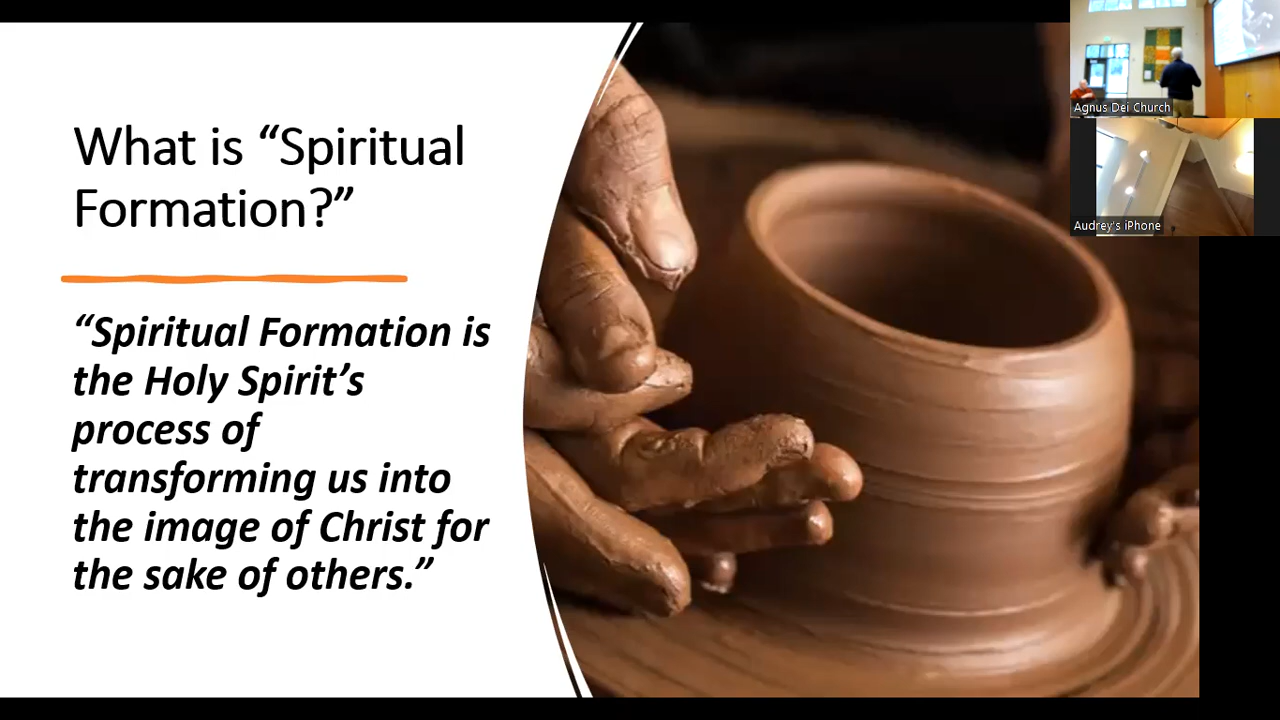 What is “Spiritual
Formation?”
“Spiritual Formation is
the Holy Spirit’s
process of
transforming us into
the image of Christ for
the sake of others.”
Agnus Dei Church
Audrey's iPhone